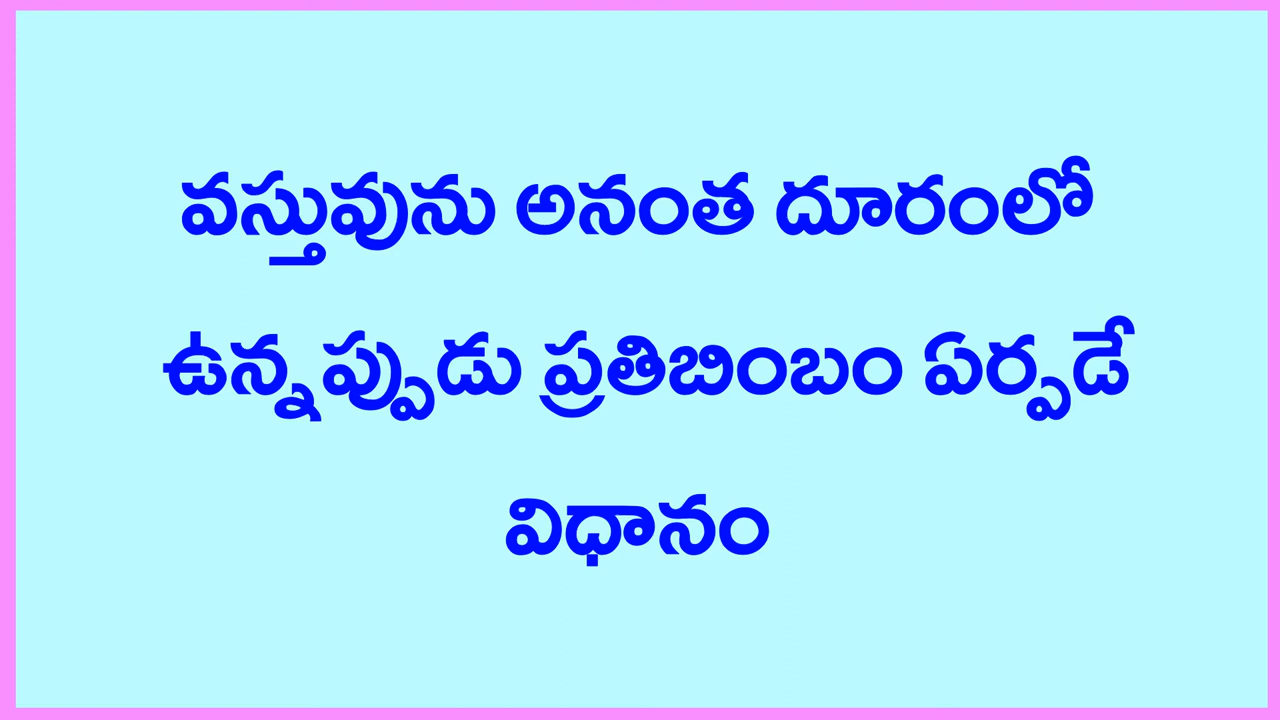 వస్తువును అనంత దూరంలో
ఉన్నప్పుడు ప్రతిబింబం ఏర్పడే
విధానం